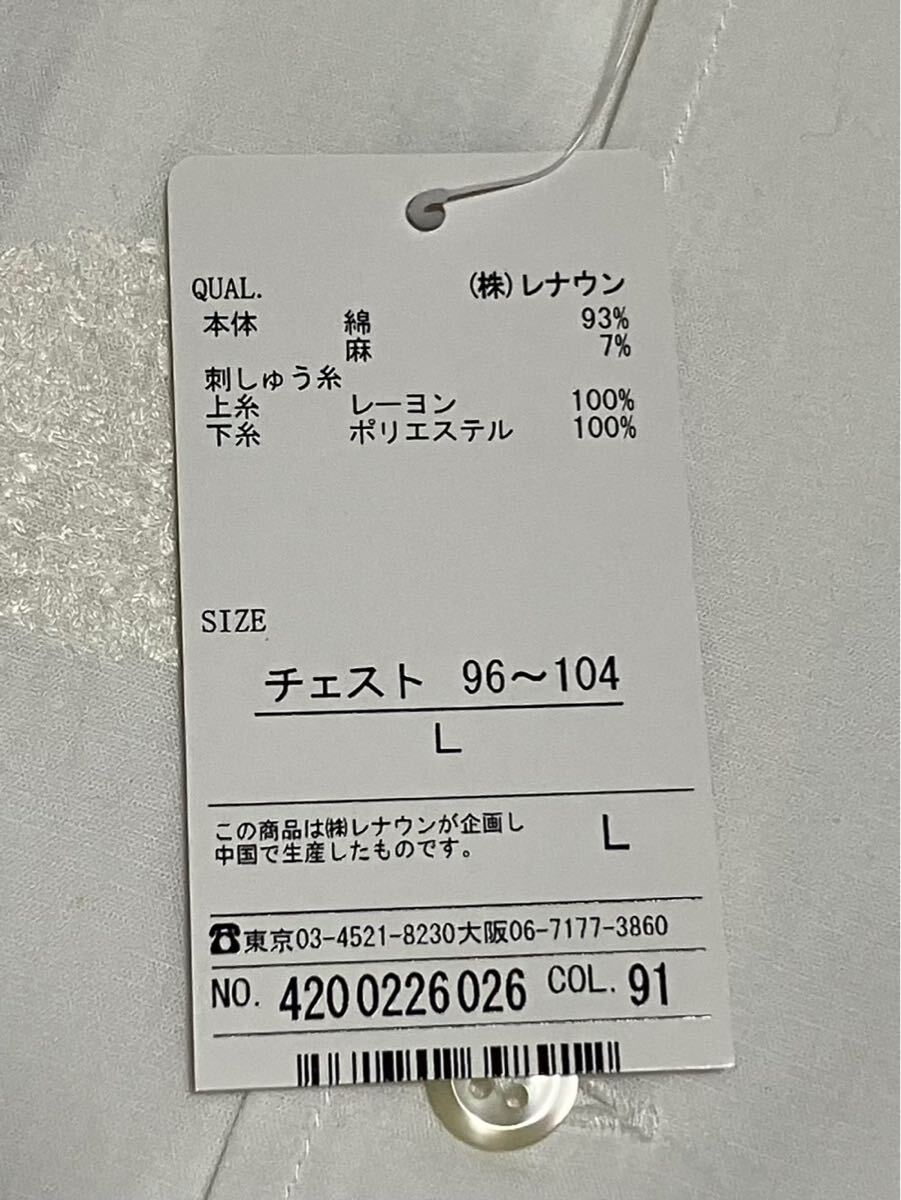 QUAL. (株)レナウン
本体 綿 93%
麻 7%
刺しゅう糸
上糸 レーヨン 100%
下糸 ポリエステル 100%
SIZE
チェスト 96〜104
L
この商品は㈱レナウンが企画し
中国で生産したものです。 L
☎東京03-4521-8230大阪06-7177-3860
NO. 4200226026 COL. 91